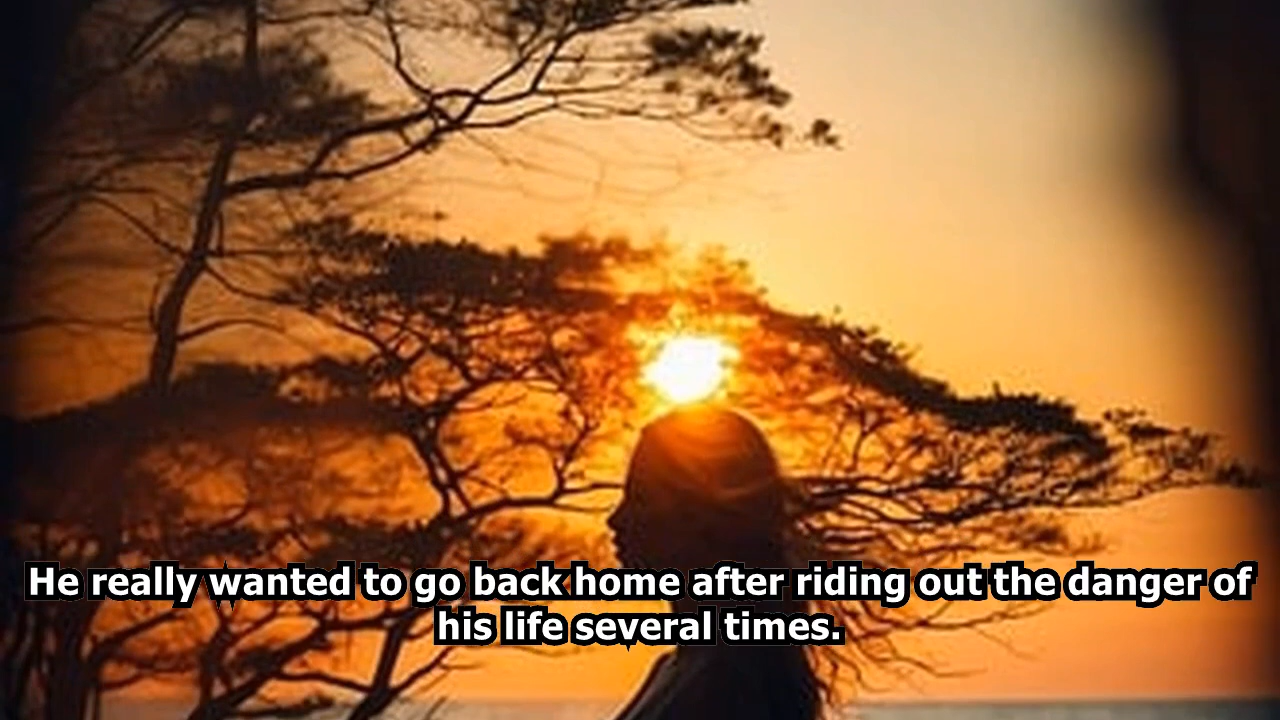 He really wanted to go back home after riding out the danger of
his life several times.